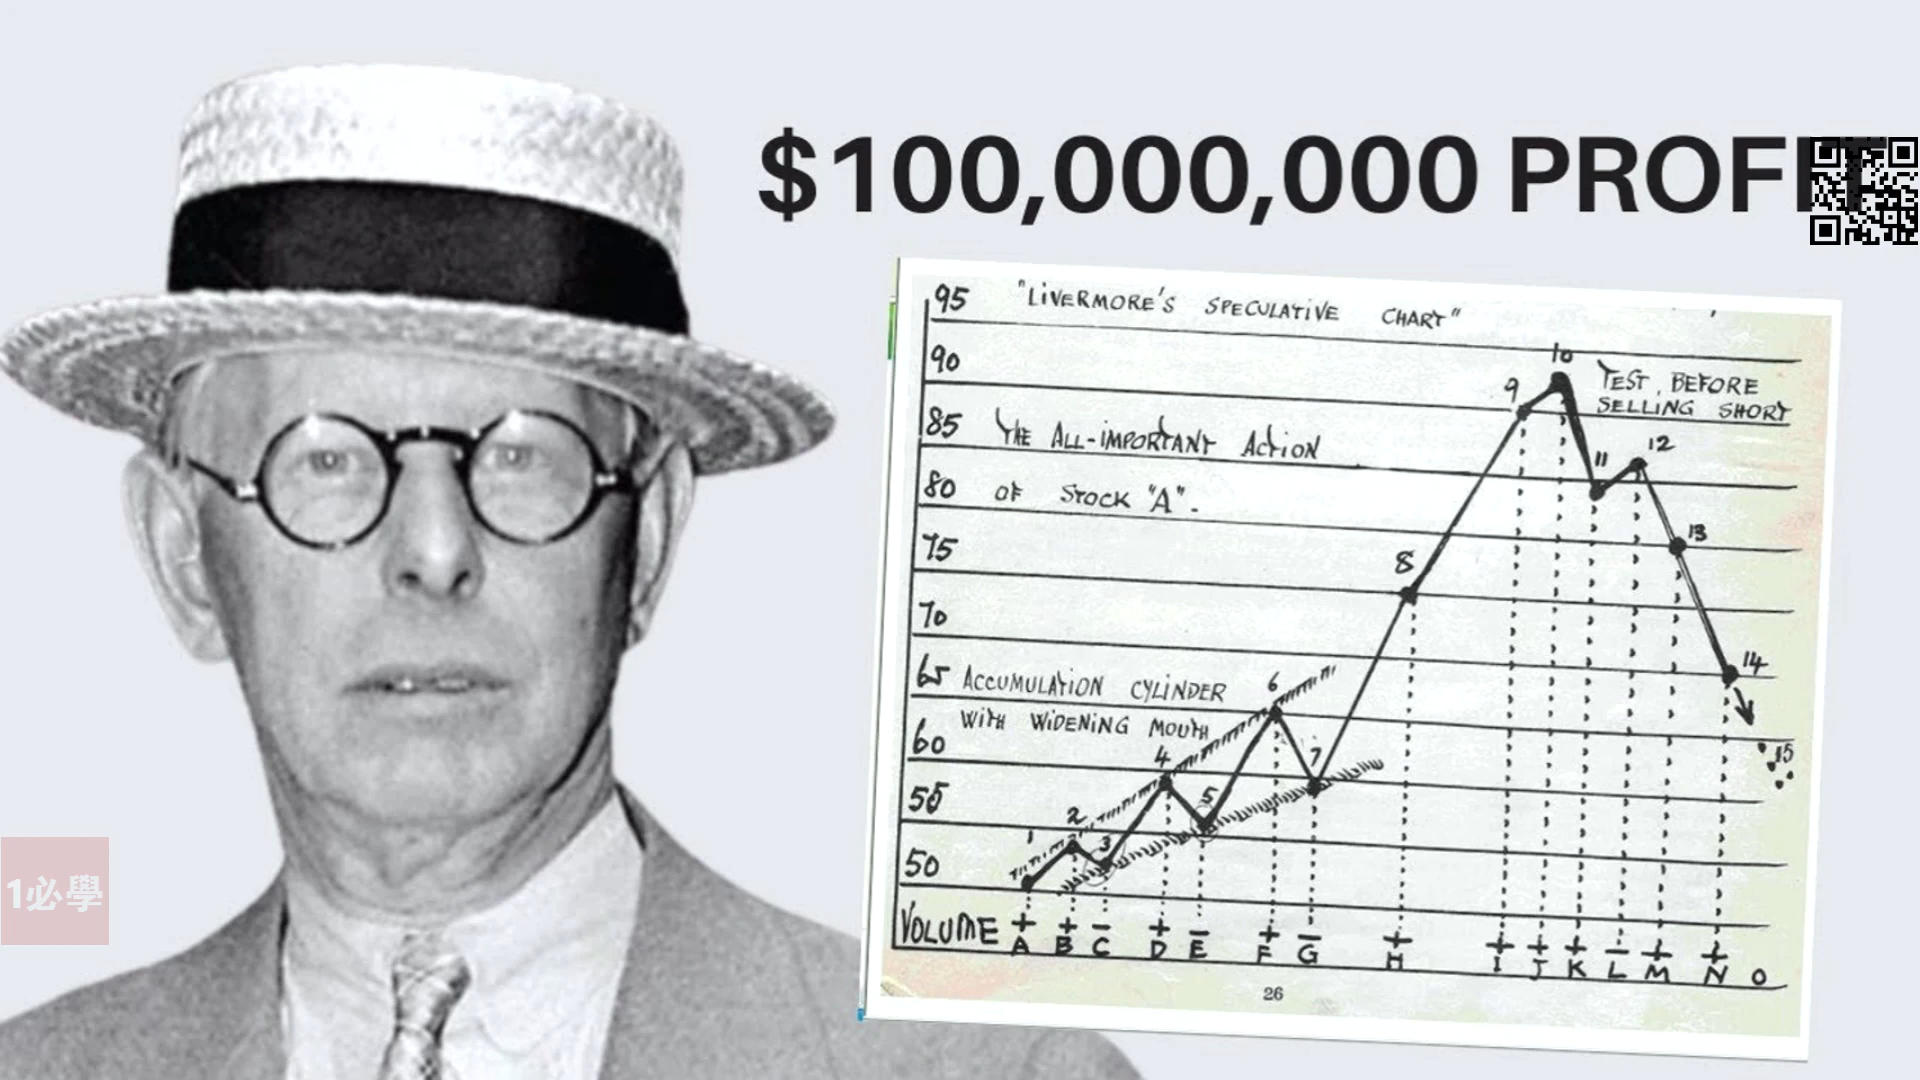 $100,000,000 PROFIT
95 "LIVERMORE'S SPECULATIVE CHART"
90
10
9
TEST, BEFORE
SELLING SHORT
85 THE ALL-IMPORTANT ACTION
11
12
80 OF STOCK "A".
75
8
13
70
65 ACCUMULATION CYLINDER
6
14
WITH WIDENING MOUTH
60
4
7
15
55
5
2
1
3
50
1必學
VOLUME + + - + - + - + + + + - + +
A B C D E F G H I J K L M N O
26